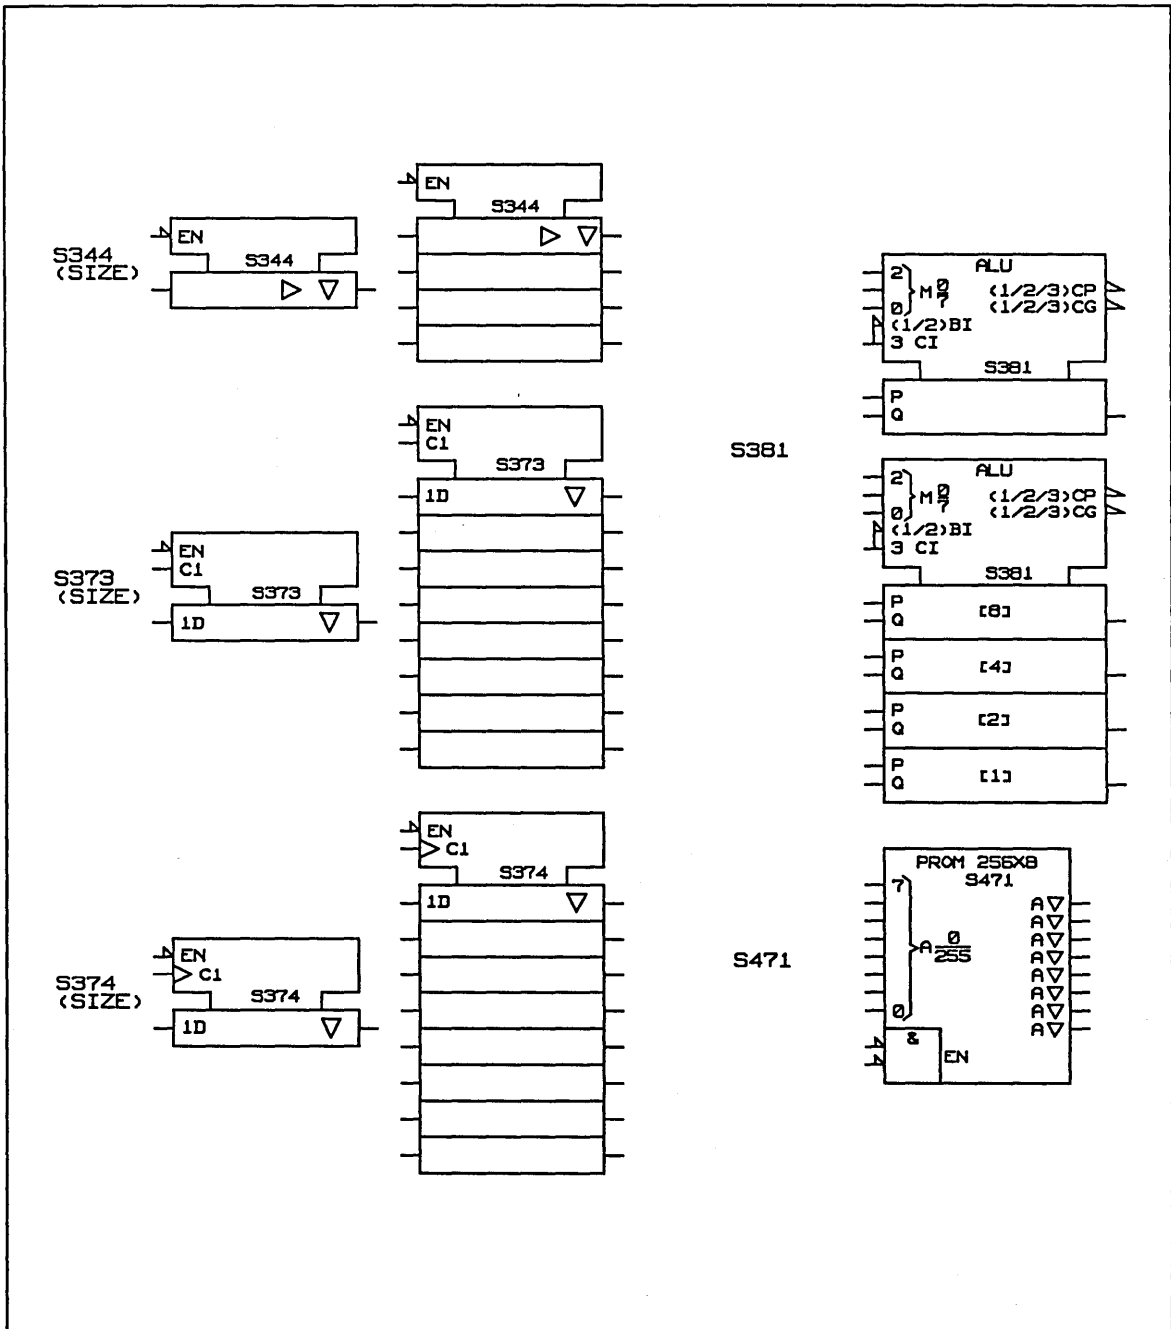 S344
(SIZE)
EN
S344
EN
S344
S373
(SIZE)
EN
C1
S373
1D
EN
C1
S373
1D
S374
(SIZE)
EN
C1
S374
1D
EN
C1
S374
1D
S381
ALU
2
0
M 0/7
(1/2/3)CP
(1/2/3)CG
(1/2)BI
3 CI
S381
P
Q
ALU
2
0
M 0/7
(1/2/3)CP
(1/2/3)CG
(1/2)BI
3 CI
S381
P
Q
[8]
P
Q
[4]
P
Q
[2]
P
Q
[1]
S471
PROM 256X8
S471
7
0
A 0/255
A
A
A
A
A
A
A
A
&
EN